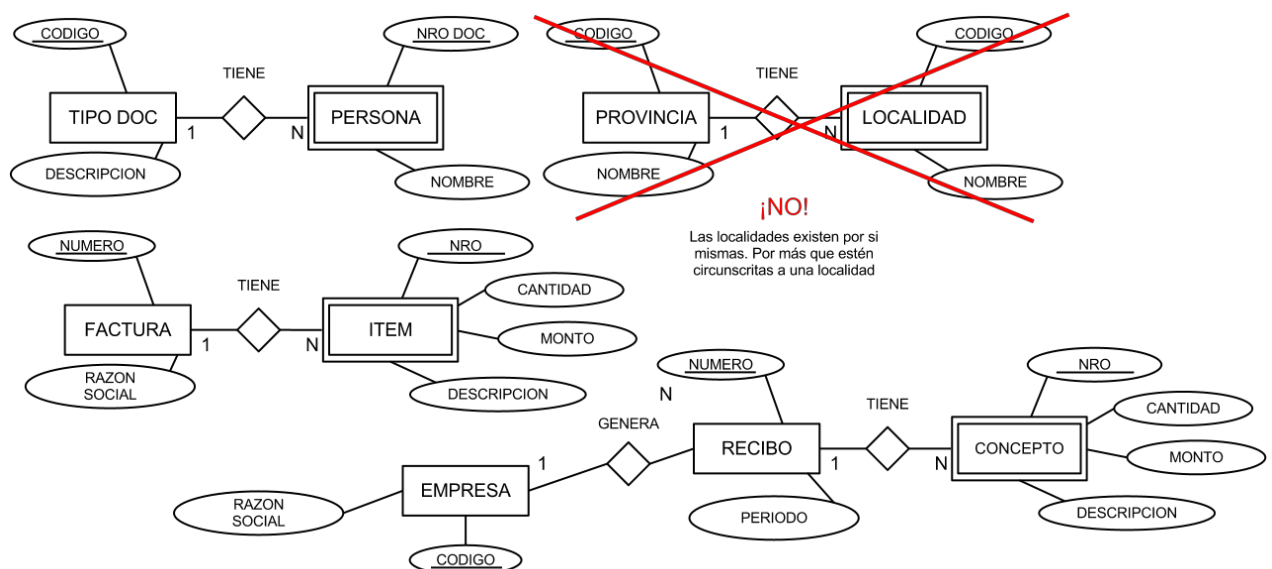 CODIGO
NRO DOC
TIENE
TIPO DOC
1
N
PERSONA
DESCRIPCION
NOMBRE
CODIGO
CODIGO
TIENE
PROVINCIA
1
N
LOCALIDAD
NOMBRE
NOMBRE
¡NO!
Las localidades existen por si
mismas. Por más que estén
circunscritas a una localidad
NUMERO
NRO
TIENE
CANTIDAD
FACTURA
1
N
ITEM
MONTO
RAZON
SOCIAL
DESCRIPCION
NUMERO
NRO
N
TIENE
CANTIDAD
GENERA
RECIBO
1
N
CONCEPTO
MONTO
1
EMPRESA
RAZON
SOCIAL
PERIODO
DESCRIPCION
CODIGO